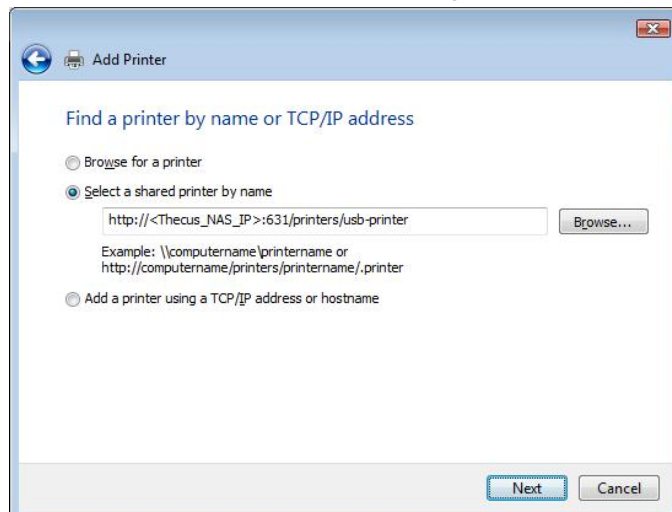 Add Printer
Find a printer by name or TCP/IP address
Browse for a printer
Select a shared printer by name
http://<Thecus_NAS_IP>:631/printers/usb-printer
Browse...
Example: \\computername\printername or
http://computername/printers/printername/.printer
Add a printer using a TCP/IP address or hostname
Next
Cancel